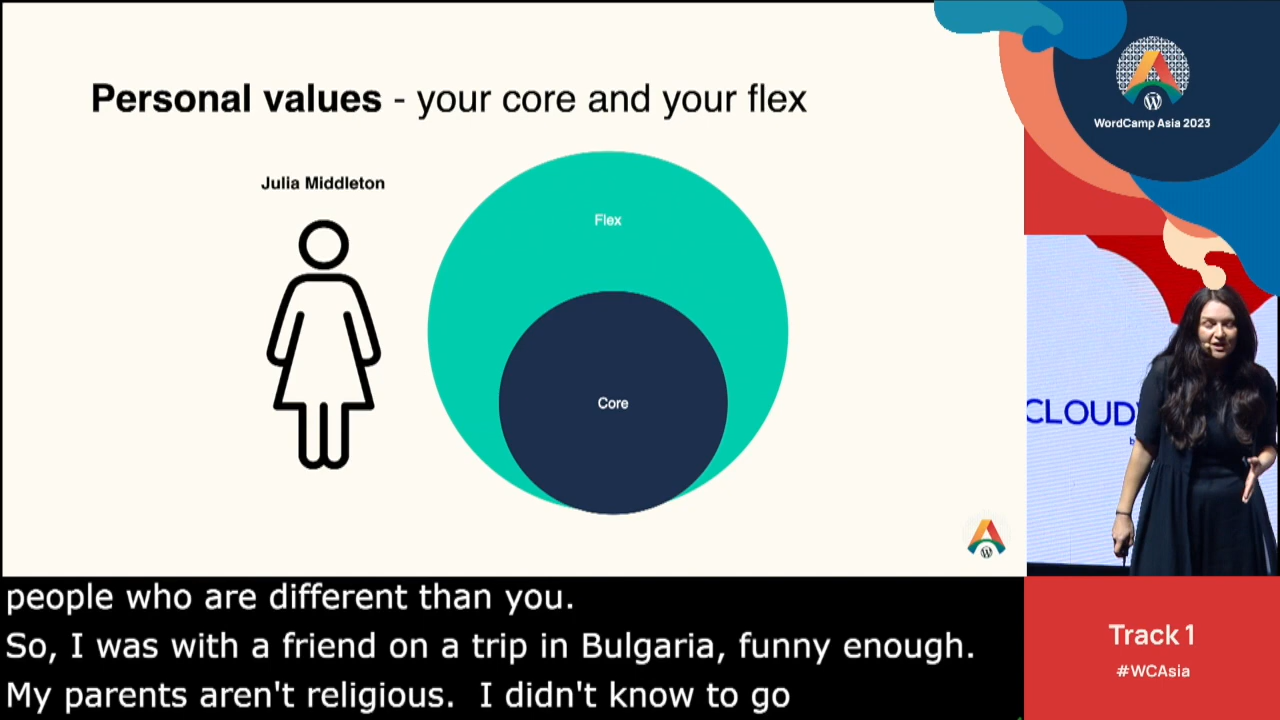 Personal values - your core and your flex
Julia Middleton
Flex
Core
WordCamp Asia 2023
CLOUD
Track 1
#WCAsia
people who are different than you.
So, I was with a friend on a trip in Bulgaria, funny enough.
My parents aren't religious.  I didn't know to go